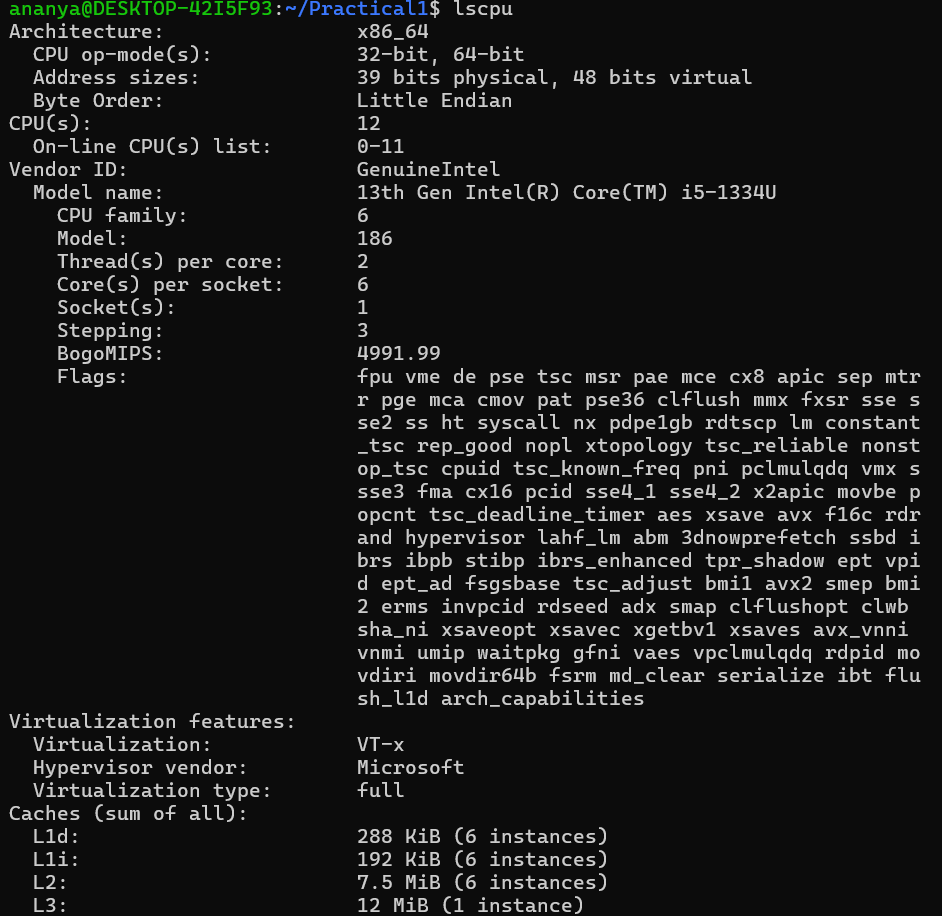 ananya@DESKTOP-42I5F93:~/Practical1$ lscpu
Architecture:                x86_64
  CPU op-mode(s):            32-bit, 64-bit
  Address sizes:             39 bits physical, 48 bits virtual
  Byte Order:                Little Endian
CPU(s):                      12
  On-line CPU(s) list:       0-11
Vendor ID:                   GenuineIntel
  Model name:                13th Gen Intel(R) Core(TM) i5-1334U
    CPU family:              6
    Model:                   186
    Thread(s) per core:      2
    Core(s) per socket:      6
    Socket(s):               1
    Stepping:                3
    BogoMIPS:                4991.99
    Flags:                   fpu vme de pse tsc msr pae mce cx8 apic sep mtr
                             r pge mca cmov pat pse36 clflush mmx fxsr sse s
                             se2 ss ht syscall nx pdpe1gb rdtscp lm constant
                             _tsc rep_good nopl xtopology tsc_reliable nonst
                             op_tsc cpuid tsc_known_freq pni pclmulqdq vmx s
                             sse3 fma cx16 pcid sse4_1 sse4_2 x2apic movbe p
                             opcnt tsc_deadline_timer aes xsave avx f16c rdr
                             and hypervisor lahf_lm abm 3dnowprefetch ssbd i
                             brs ibpb stibp ibrs_enhanced tpr_shadow ept vpi
                             d ept_ad fsgsbase tsc_adjust bmi1 avx2 smep bmi
                             2 erms invpcid rdseed adx smap clflushopt clwb
                             sha_ni xsaveopt xsavec xgetbv1 xsaves avx_vnni
                             vnmi umip waitpkg gfni vaes vpclmulqdq rdpid mo
                             vdiri movdir64b fsrm md_clear serialize ibt flu
                             sh_l1d arch_capabilities
Virtualization features:
  Virtualization:            VT-x
  Hypervisor vendor:         Microsoft
  Virtualization type:       full
Caches (sum of all):
  L1d:                       288 KiB (6 instances)
  L1i:                       192 KiB (6 instances)
  L2:                        7.5 MiB (6 instances)
  L3:                        12 MiB (1 instance)